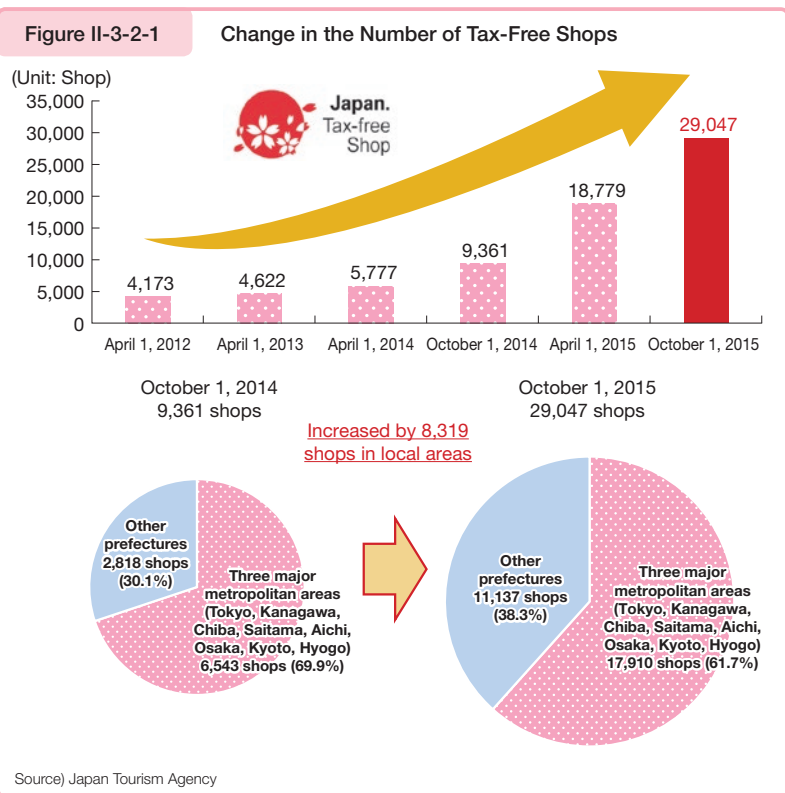 Figure II-3-2-1
Change in the Number of Tax-Free Shops
(Unit: Shop)
35,000
30,000
25,000
20,000
15,000
10,000
5,000
0
Japan.
Tax-free
Shop
4,173
4,622
5,777
9,361
18,779
29,047
April 1, 2012
April 1, 2013
April 1, 2014
October 1, 2014
April 1, 2015
October 1, 2015
October 1, 2014
9,361 shops
October 1, 2015
29,047 shops
Increased by 8,319
shops in local areas
Other
prefectures
2,818 shops
(30.1%)
Three major
metropolitan areas
(Tokyo, Kanagawa,
Chiba, Saitama, Aichi,
Osaka, Kyoto, Hyogo)
6,543 shops (69.9%)
Other
prefectures
11,137 shops
(38.3%)
Three major
metropolitan areas
(Tokyo, Kanagawa,
Chiba, Saitama, Aichi,
Osaka, Kyoto, Hyogo)
17,910 shops (61.7%)
Source) Japan Tourism Agency